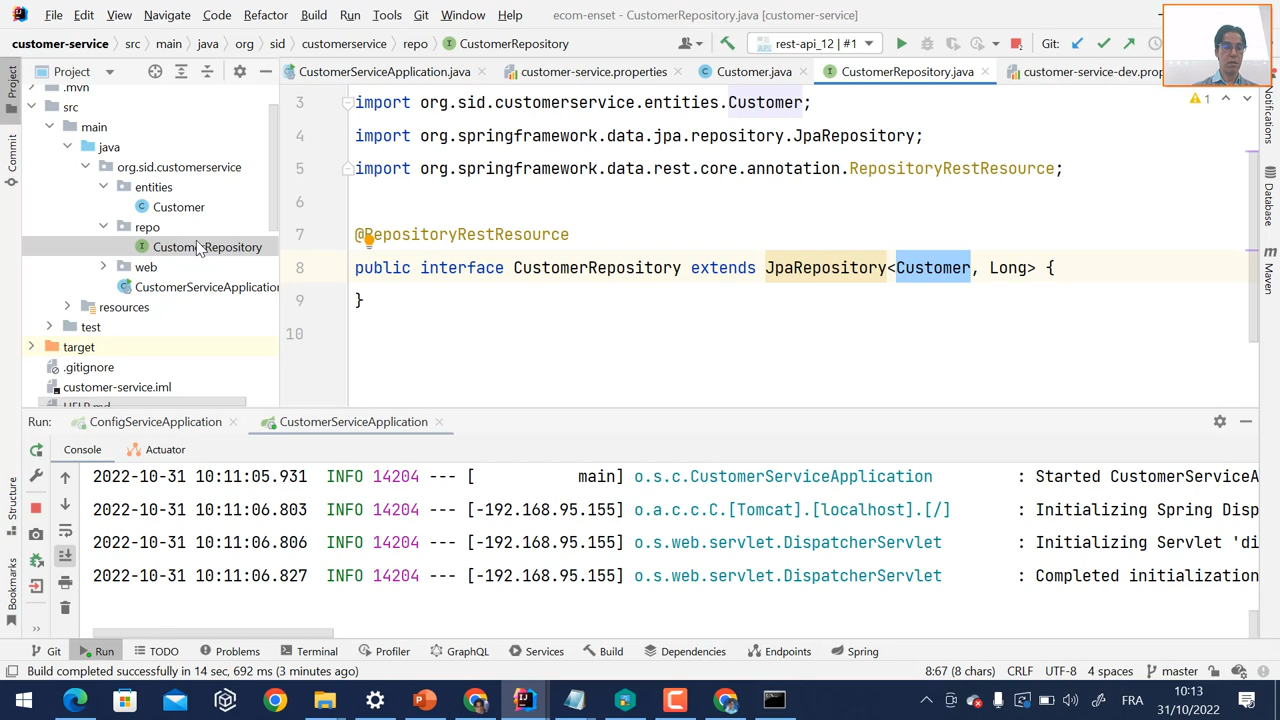 File Edit View Navigate Code Refactor Build Run Tools Git Window Help ecom-enset - CustomerRepository.java [customer-service]
customer-service src main java org sid customerservice repo CustomerRepository rest-api_12 | #1 Git:
Project CustomerServiceApplication.java customer-service.properties Customer.java CustomerRepository.java customer-service-dev.prop
.mvn
src
main
java
org.sid.customerservice
entities
Customer
repo
CustomerRepository
web
CustomerServiceApplication
resources
test
target
.gitignore
customer-service.iml
HELP.md
3 import org.sid.customerservice.entities.Customer;
4 import org.springframework.data.jpa.repository.JpaRepository;
5 import org.springframework.data.rest.core.annotation.RepositoryRestResource;
6
7 @RepositoryRestResource
8 public interface CustomerRepository extends JpaRepository<Customer, Long> {
9 }
10
1
Project
Commit
Structure
Bookmarks
Notifications
Database
Maven
Run: ConfigServiceApplication CustomerServiceApplication
Console Actuator
2022-10-31 10:11:05.931 INFO 14204 --- [ main] o.s.c.CustomerServiceApplication : Started CustomerServiceA
2022-10-31 10:11:06.803 INFO 14204 --- [-192.168.95.155] o.a.c.c.C.[Tomcat].[localhost].[/] : Initializing Spring Disp
2022-10-31 10:11:06.806 INFO 14204 --- [-192.168.95.155] o.s.web.servlet.DispatcherServlet : Initializing Servlet 'di
2022-10-31 10:11:06.827 INFO 14204 --- [-192.168.95.155] o.s.web.servlet.DispatcherServlet : Completed initialization
Git Run TODO Problems Terminal Profiler GraphQL Services Build Dependencies Endpoints Spring
Build completed successfully in 14 sec, 692 ms (3 minutes ago) 8:67 (8 chars) CRLF UTF-8 4 spaces master
FRA 10:13
31/10/2022